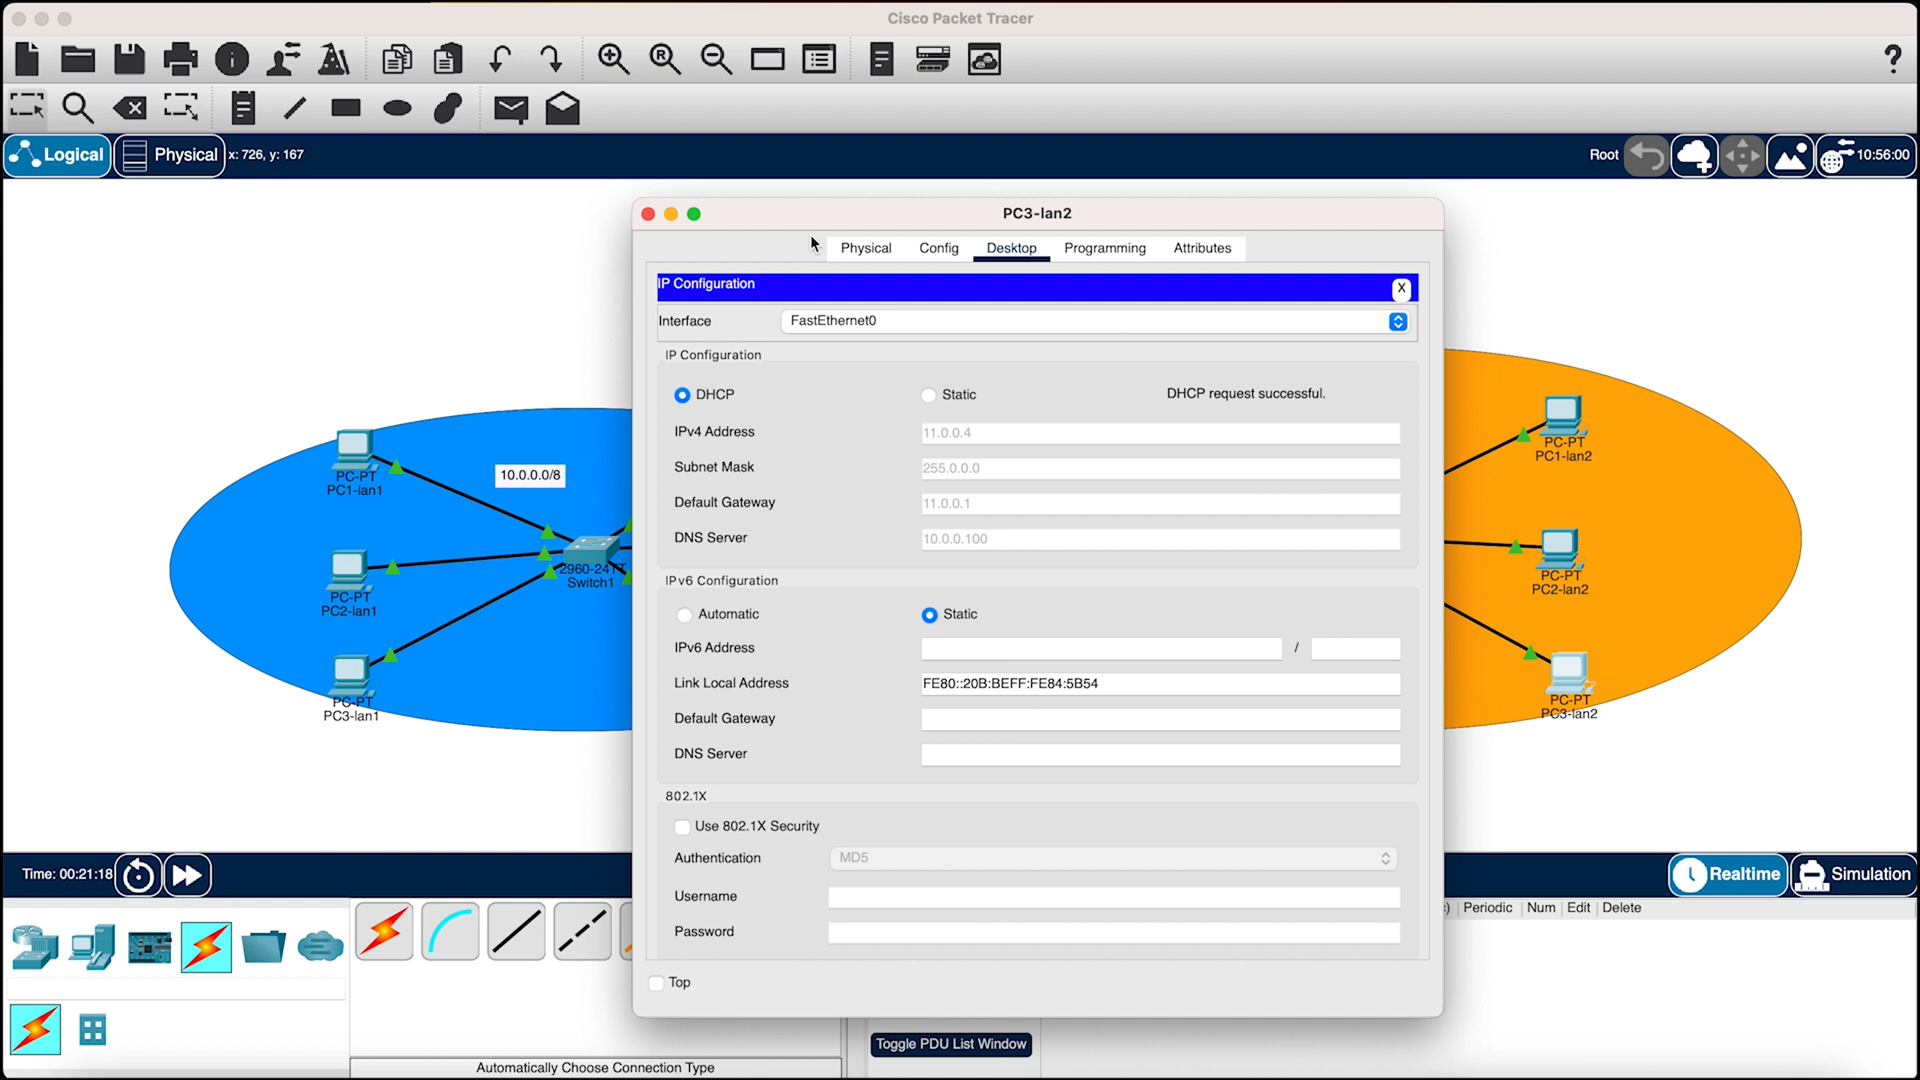 Cisco Packet Tracer
?
Logical
Physical
x: 726, y: 167
Root
10:56:00
PC3-lan2
Physical
Config
Desktop
Programming
Attributes
IP Configuration
X
Interface
FastEthernet0
IP Configuration
DHCP
Static
DHCP request successful.
IPv4 Address
11.0.0.4
Subnet Mask
255.0.0.0
Default Gateway
11.0.0.1
DNS Server
10.0.0.100
IPv6 Configuration
Automatic
Static
IPv6 Address
/
Link Local Address
FE80::20B:BEFF:FE84:5B54
Default Gateway
DNS Server
802.1X
Use 802.1X Security
Authentication
MD5
Username
Password
Top
10.0.0.0/8
PC-PT
PC1-lan1
PC-PT
PC2-lan1
PC-PT
PC3-lan1
Switch1
PC-PT
PC1-lan2
PC-PT
PC2-lan2
PC-PT
PC3-lan2
Time: 00:21:18
Realtime
Simulation
Periodic
Num
Edit
Delete
Toggle PDU List Window
Automatically Choose Connection Type